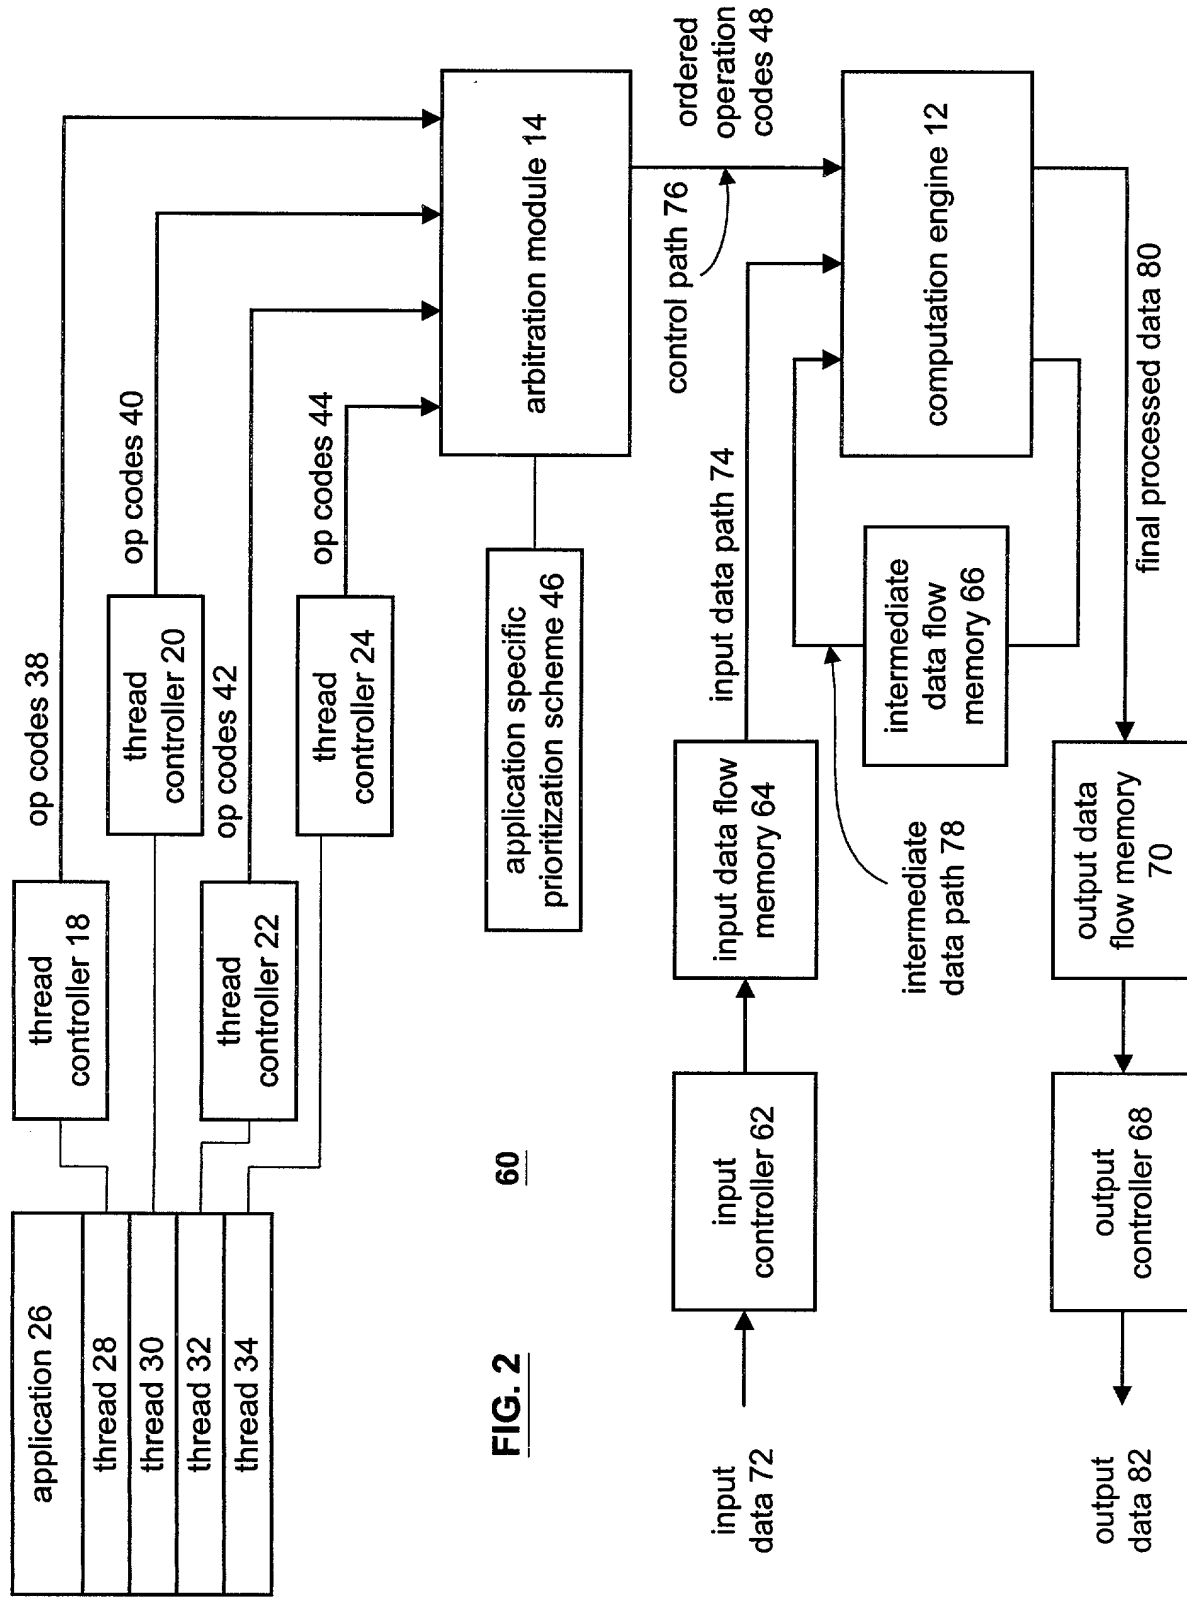 application 26
thread 28
thread 30
thread 32
thread 34
thread
controller 18
op codes 38
thread
controller 20
op codes 40
thread
controller 22
op codes 42
thread
controller 24
op codes 44
application specific
prioritization scheme 46
arbitration module 14
FIG. 2
60
control path 76
ordered
operation
codes 48
input
data 72
input
controller 62
input data flow
memory 64
input data path 74
intermediate
data path 78
intermediate
data flow
memory 66
computation engine 12
output
data 82
output
controller 68
output data
flow memory
70
final processed data 80